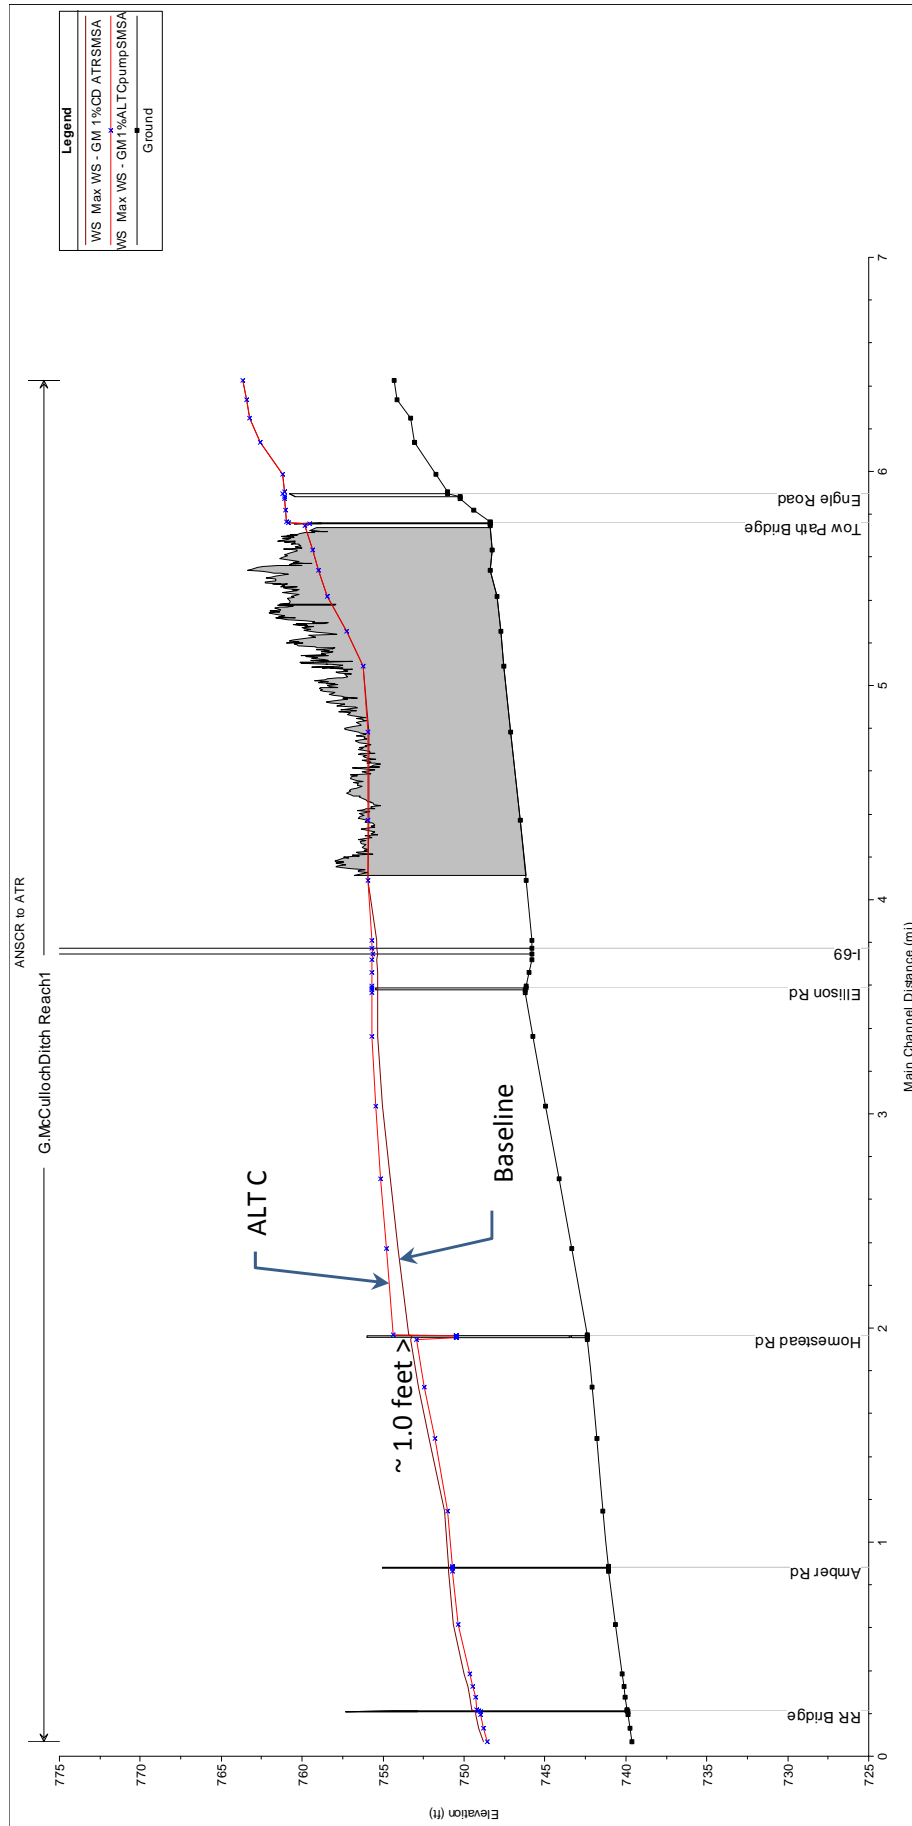 ANSCR to ATR
G.McCullochDitch Reach1
Legend
WS Max WS - GM 1%CD ATRSMSA
WS Max WS - GM1%ALTCpumpSMSA
Ground
ALT C
Baseline
~ 1.0 feet >
RR Bridge
Amber Rd
Homestead Rd
Ellison Rd
I-69
Tow Path Bridge
Engle Road
775
770
765
760
755
750
745
740
735
730
725
Elevation (ft)
0
1
2
3
4
5
6
7
Main Channel Distance (mi)